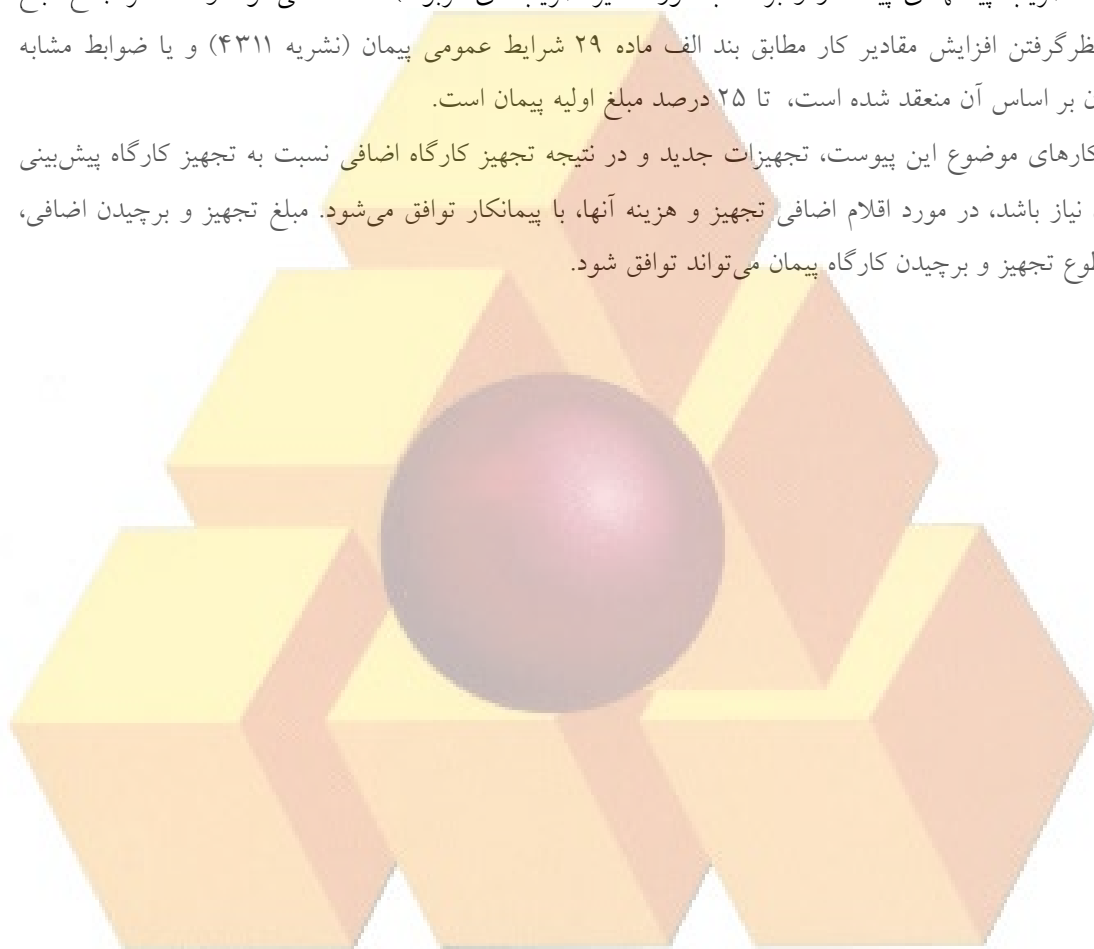 نظرگرفتن افزایش مقادیر کار مطابق بند الف ماده ۲۹ شرایط عمومی پیمان (نشریه ۴۳۱۱) و یا ضوابط مشابه
ن بر اساس آن منعقد شده است، تا ۲۵ درصد مبلغ اولیه پیمان است.
کارهای موضوع این پیوست، تجهیزات جدید و در نتیجه تجهیز کارگاه اضافی نسبت به تجهیز کارگاه پیش‌بینی
نیاز باشد، در مورد اقلام اضافی تجهیز و هزینه آنها، با پیمانکار توافق می‌شود. مبلغ تجهیز و برچیدن اضافی،
طوع تجهیز و برچیدن کارگاه پیمان می‌تواند توافق شود.